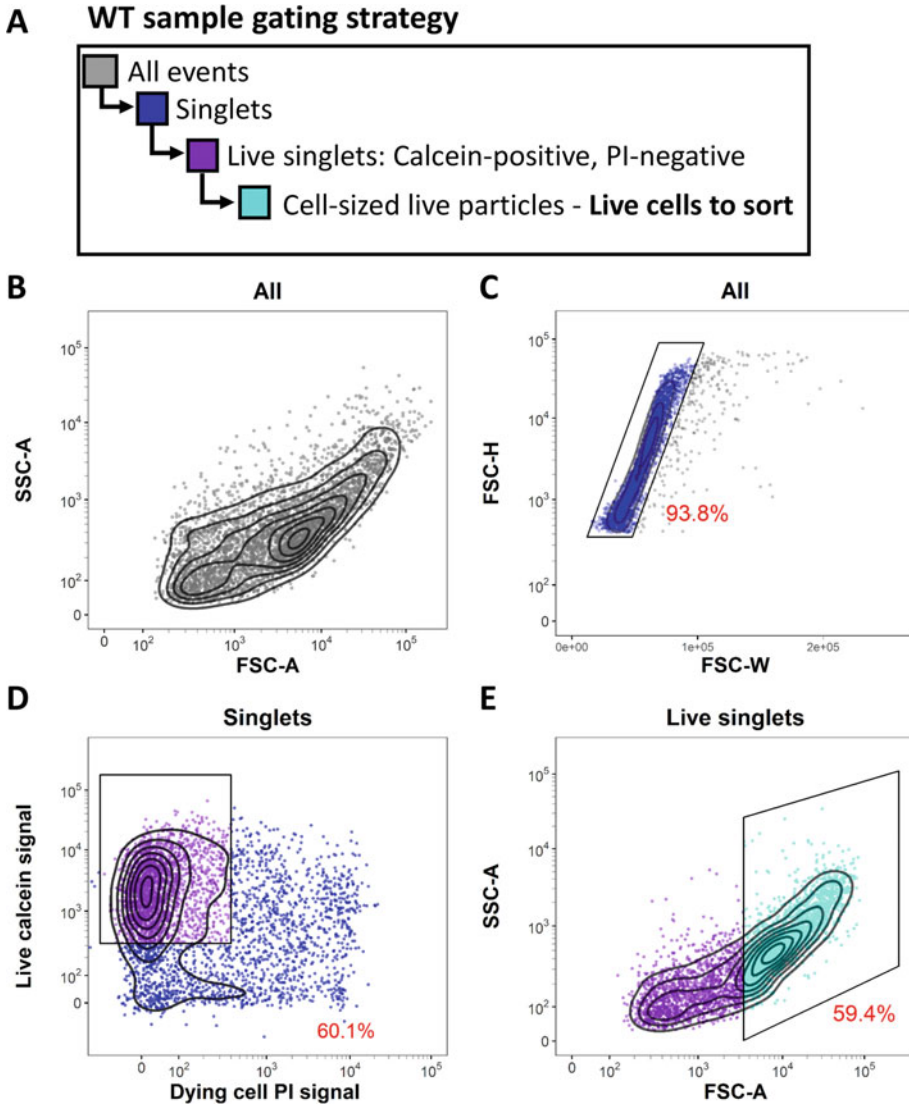 A WT sample gating strategy
All events
Singlets
Live singlets: Calcein-positive, PI-negative
Cell-sized live particles - Live cells to sort
B
All
SSC-A
10⁵
10⁴
10³
10²
0
0 10² 10³ 10⁴ 10⁵
FSC-A
C
All
FSC-H
10⁵
10⁴
10³
10²
0
93.8%
0e+00 1e+05 2e+05
FSC-W
D
Singlets
Live calcein signal
10⁵
10⁴
10³
10²
0
60.1%
0 10² 10³ 10⁴ 10⁵
Dying cell PI signal
E
Live singlets
SSC-A
10⁵
10⁴
10³
10²
0
59.4%
0 10² 10³ 10⁴ 10⁵
FSC-A